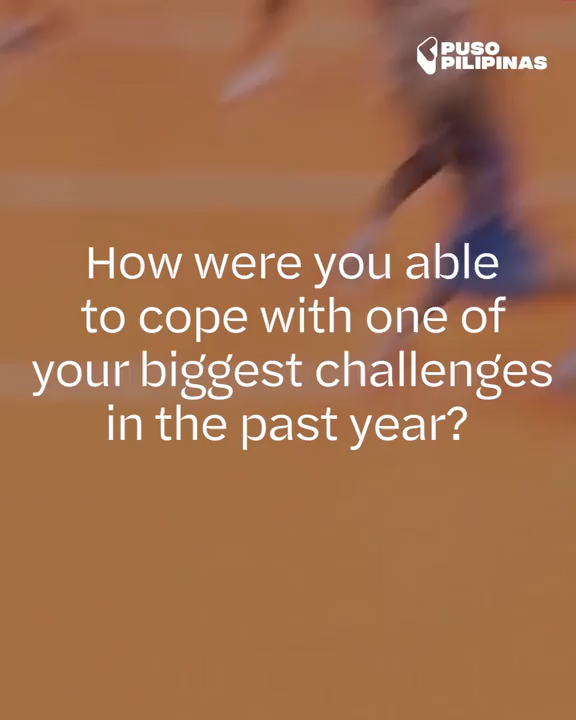 PUSO
PILIPINAS
How were you able
to cope with one of
your biggest challenges
in the past year?